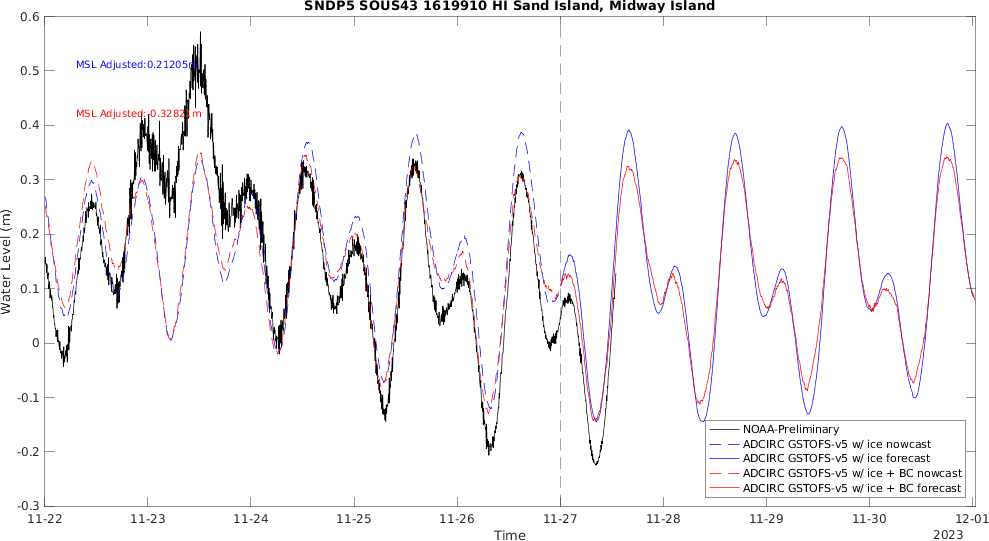 SNDP5 SOUS43 1619910 HI Sand Island, Midway Island
0.6
0.5
0.4
0.3
0.2
0.1
0
-0.1
-0.2
-0.3
Water Level (m)
MSL Adjusted:0.21205m
MSL Adjusted:-0.32821m
NOAA-Preliminary
ADCIRC GSTOFS-v5 w/ ice nowcast
ADCIRC GSTOFS-v5 w/ ice forecast
ADCIRC GSTOFS-v5 w/ ice + BC nowcast
ADCIRC GSTOFS-v5 w/ ice + BC forecast
11-22 11-23 11-24 11-25 11-26 11-27 11-28 11-29 11-30 12-01
Time
2023